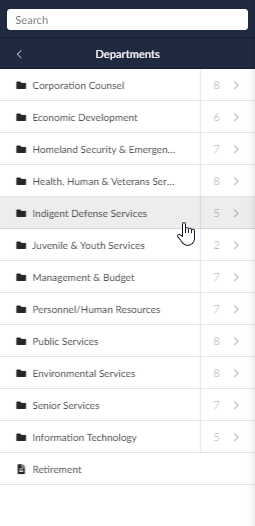 Search
Departments
Corporation Counsel 8
Economic Development 6
Homeland Security & Emergen... 7
Health, Human & Veterans Ser... 8
Indigent Defense Services 5
Juvenile & Youth Services 2
Management & Budget 7
Personnel/Human Resources 7
Public Services 8
Environmental Services 8
Senior Services 7
Information Technology 5
Retirement